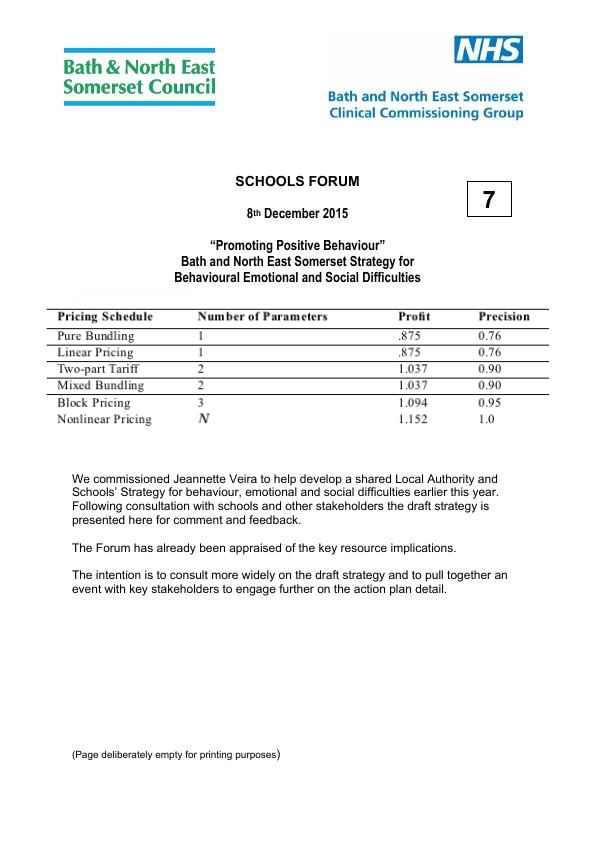 Bath & North East
Somerset Council
NHS
Bath and North East Somerset
Clinical Commissioning Group
SCHOOLS FORUM
7
8th December 2015
“Promoting Positive Behaviour”
Bath and North East Somerset Strategy for
Behavioural Emotional and Social Difficulties
Pricing Schedule Number of Parameters Profit Precision
Pure Bundling 1 .875 0.76
Linear Pricing 1 .875 0.76
Two-part Tariff 2 1.037 0.90
Mixed Bundling 2 1.037 0.90
Block Pricing 3 1.094 0.95
Nonlinear Pricing N 1.152 1.0
We commissioned Jeannette Veira to help develop a shared Local Authority and
Schools’ Strategy for behaviour, emotional and social difficulties earlier this year.
Following consultation with schools and other stakeholders the draft strategy is
presented here for comment and feedback.
The Forum has already been appraised of the key resource implications.
The intention is to consult more widely on the draft strategy and to pull together an
event with key stakeholders to engage further on the action plan detail.
(Page deliberately empty for printing purposes)